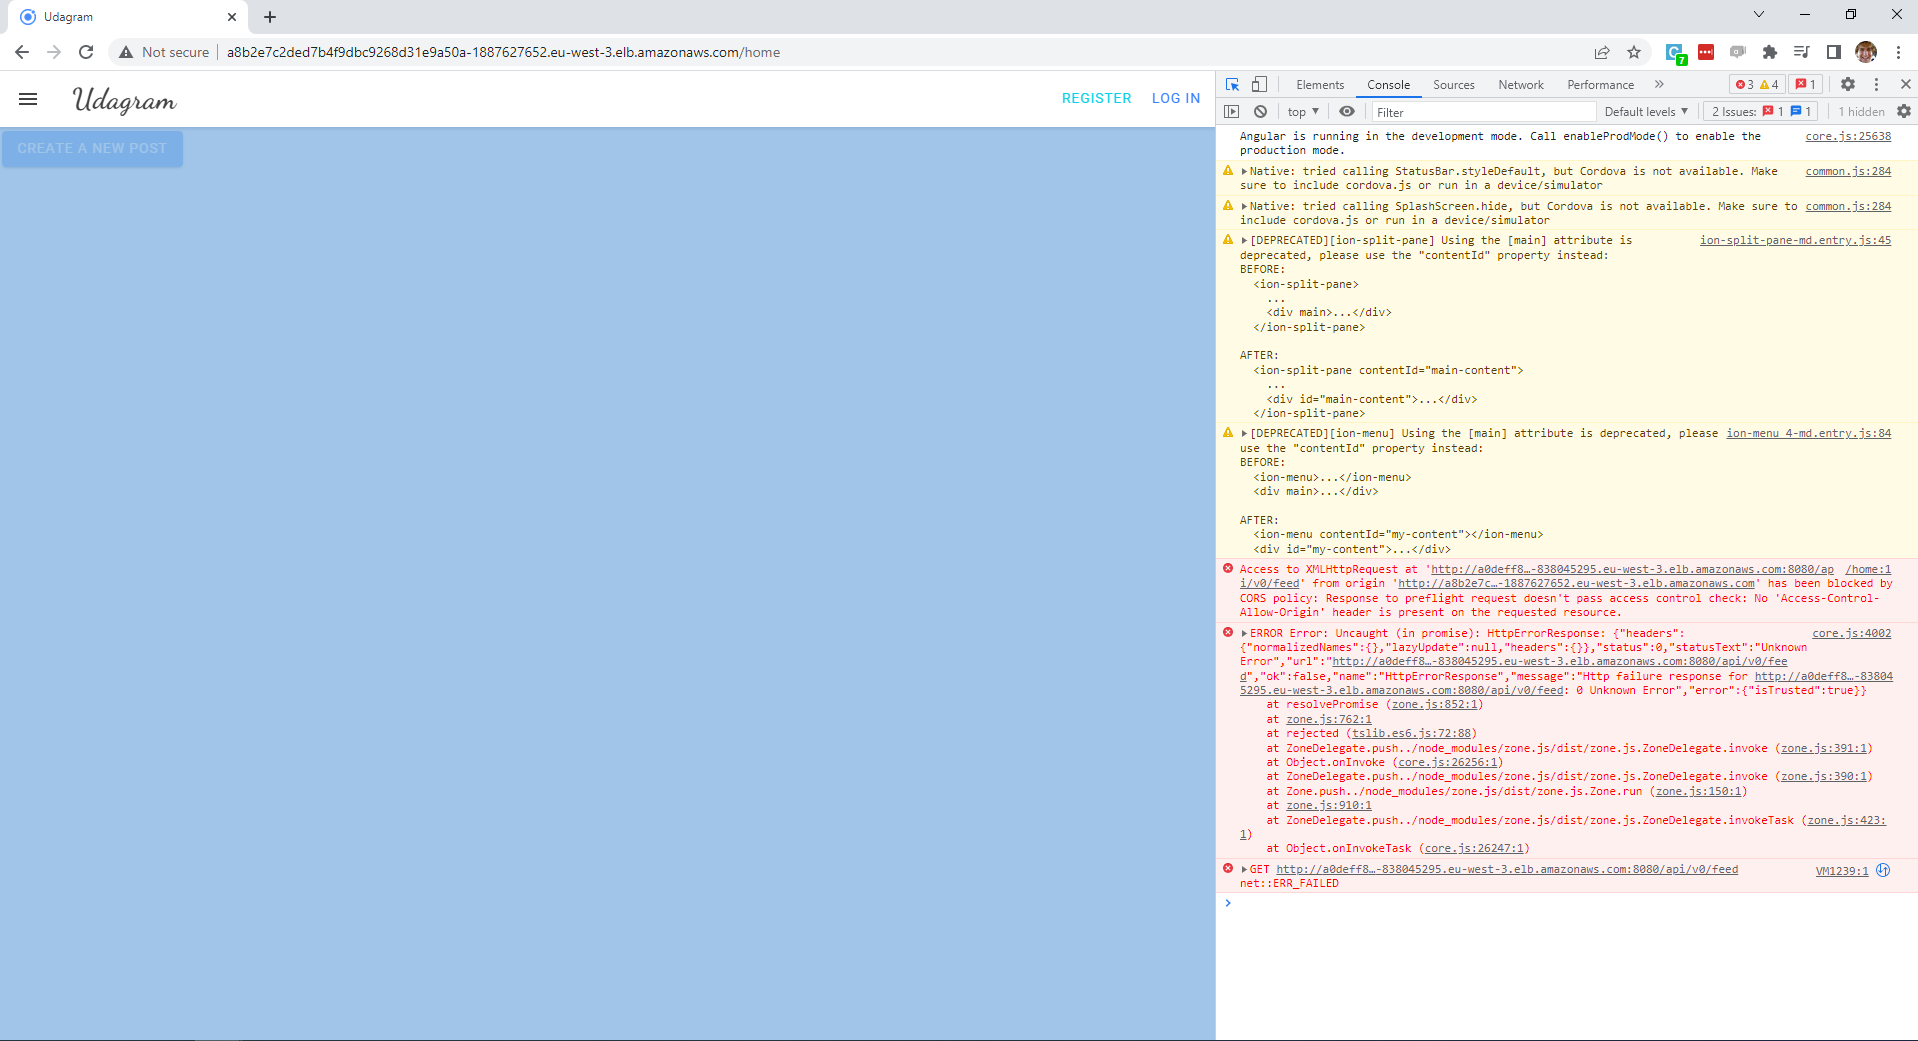 Udagram
Not secure
a8b2e7c2ded7b4f9dbc9268d31e9a50a-1887627652.eu-west-3.elb.amazonaws.com/home
7
Udagram
REGISTER LOG IN
CREATE A NEW POST
Elements Console Sources Network Performance
3 4 1
top
Filter
Default levels
2 Issues: 1 1
1 hidden
Angular is running in the development mode. Call enableProdMode() to enable the core.js:25638
production mode.
Native: tried calling StatusBar.styleDefault, but Cordova is not available. Make common.js:284
sure to include cordova.js or run in a device/simulator
Native: tried calling SplashScreen.hide, but Cordova is not available. Make sure to common.js:284
include cordova.js or run in a device/simulator
[DEPRECATED][ion-split-pane] Using the [main] attribute is ion-split-pane-md.entry.js:45
deprecated, please use the "contentId" property instead:
BEFORE:
<ion-split-pane>
...
<div main>...</div>
</ion-split-pane>
AFTER:
<ion-split-pane contentId="main-content">
...
<div id="main-content">...</div>
</ion-split-pane>
[DEPRECATED][ion-menu] Using the [main] attribute is deprecated, please ion-menu_4-md.entry.js:84
use the "contentId" property instead:
BEFORE:
<ion-menu>...</ion-menu>
<div main>...</div>
AFTER:
<ion-menu contentId="my-content"></ion-menu>
<div id="my-content">...</div>
Access to XMLHttpRequest at 'http://a0deff8…-838045295.eu-west-3.elb.amazonaws.com:8080/ap /home:1
i/v0/feed' from origin 'http://a8b2e7c…-1887627652.eu-west-3.elb.amazonaws.com' has been blocked by
CORS policy: Response to preflight request doesn't pass access control check: No 'Access-Control-
Allow-Origin' header is present on the requested resource.
ERROR Error: Uncaught (in promise): HttpErrorResponse: {"headers": core.js:4002
{"normalizedNames":{},"lazyUpdate":null,"headers":{}},"status":0,"statusText":"Unknown
Error","url":"http://a0deff8…-838045295.eu-west-3.elb.amazonaws.com:8080/api/v0/fee
d","ok":false,"name":"HttpErrorResponse","message":"Http failure response for http://a0deff8…-83804
5295.eu-west-3.elb.amazonaws.com:8080/api/v0/feed: 0 Unknown Error","error":{"isTrusted":true}}
at resolvePromise (zone.js:852:1)
at zone.js:762:1
at rejected (tslib.es6.js:72:88)
at ZoneDelegate.push../node_modules/zone.js/dist/zone.js.ZoneDelegate.invoke (zone.js:391:1)
at Object.onInvoke (core.js:26256:1)
at ZoneDelegate.push../node_modules/zone.js/dist/zone.js.ZoneDelegate.invoke (zone.js:390:1)
at Zone.push../node_modules/zone.js/dist/zone.js.Zone.run (zone.js:150:1)
at zone.js:910:1
at ZoneDelegate.push../node_modules/zone.js/dist/zone.js.ZoneDelegate.invokeTask (zone.js:423:
1)
at Object.onInvokeTask (core.js:26247:1)
GET http://a0deff8…-838045295.eu-west-3.elb.amazonaws.com:8080/api/v0/feed VM1239:1
net::ERR_FAILED